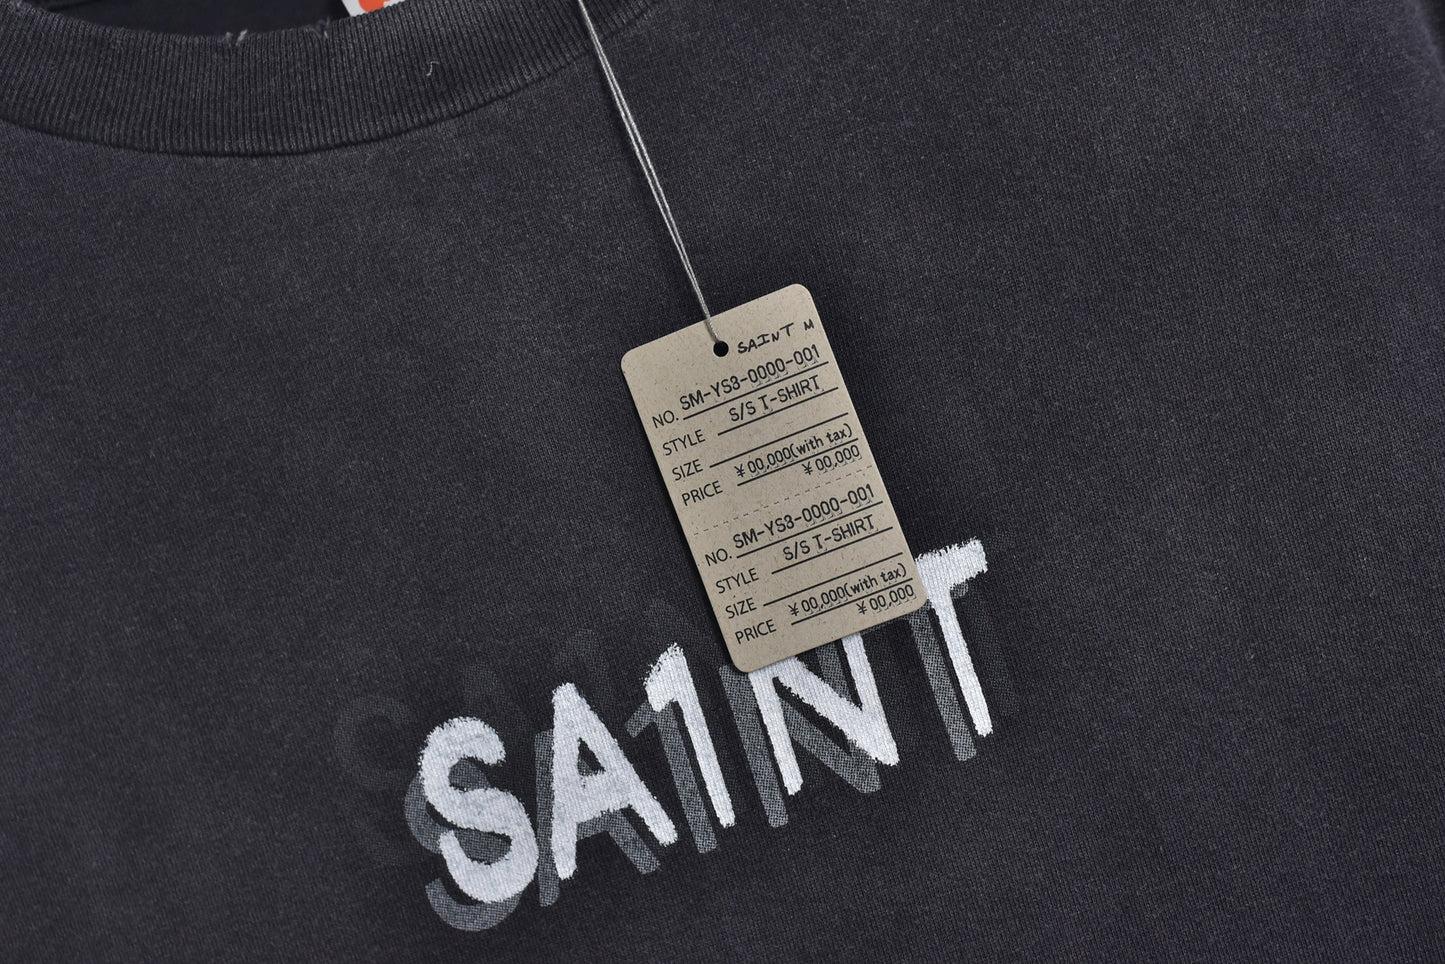 SAINT M
NO. SM-YS3-0000-001
STYLE S/S T-SHIRT
SIZE
PRICE ¥00,000(with tax)
¥00,000
NO. SM-YS3-0000-001
STYLE S/S T-SHIRT
SIZE
PRICE ¥00,000(with tax)
¥00,000
SA1NT